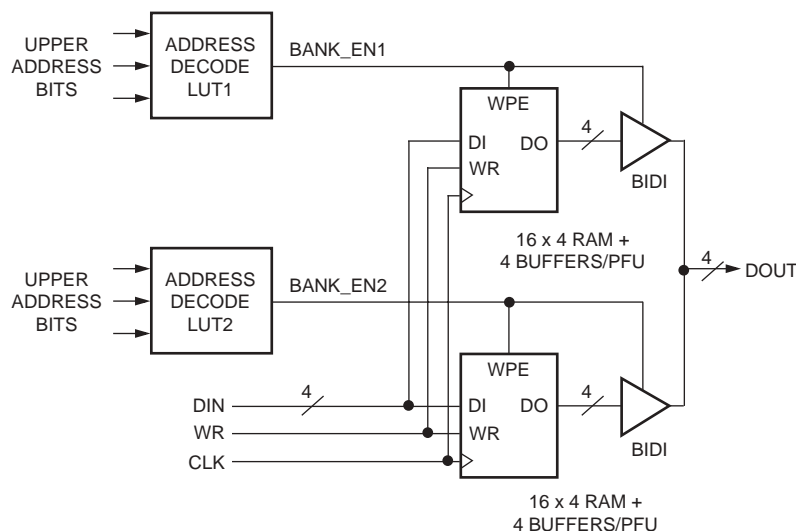 UPPER
ADDRESS
BITS
ADDRESS
DECODE
LUT1
BANK_EN1
WPE
DI
DO
WR
4
BIDI
16 x 4 RAM +
4 BUFFERS/PFU
4
DOUT
UPPER
ADDRESS
BITS
ADDRESS
DECODE
LUT2
BANK_EN2
WPE
DIN
4
DI
DO
4
WR
WR
CLK
BIDI
16 x 4 RAM +
4 BUFFERS/PFU